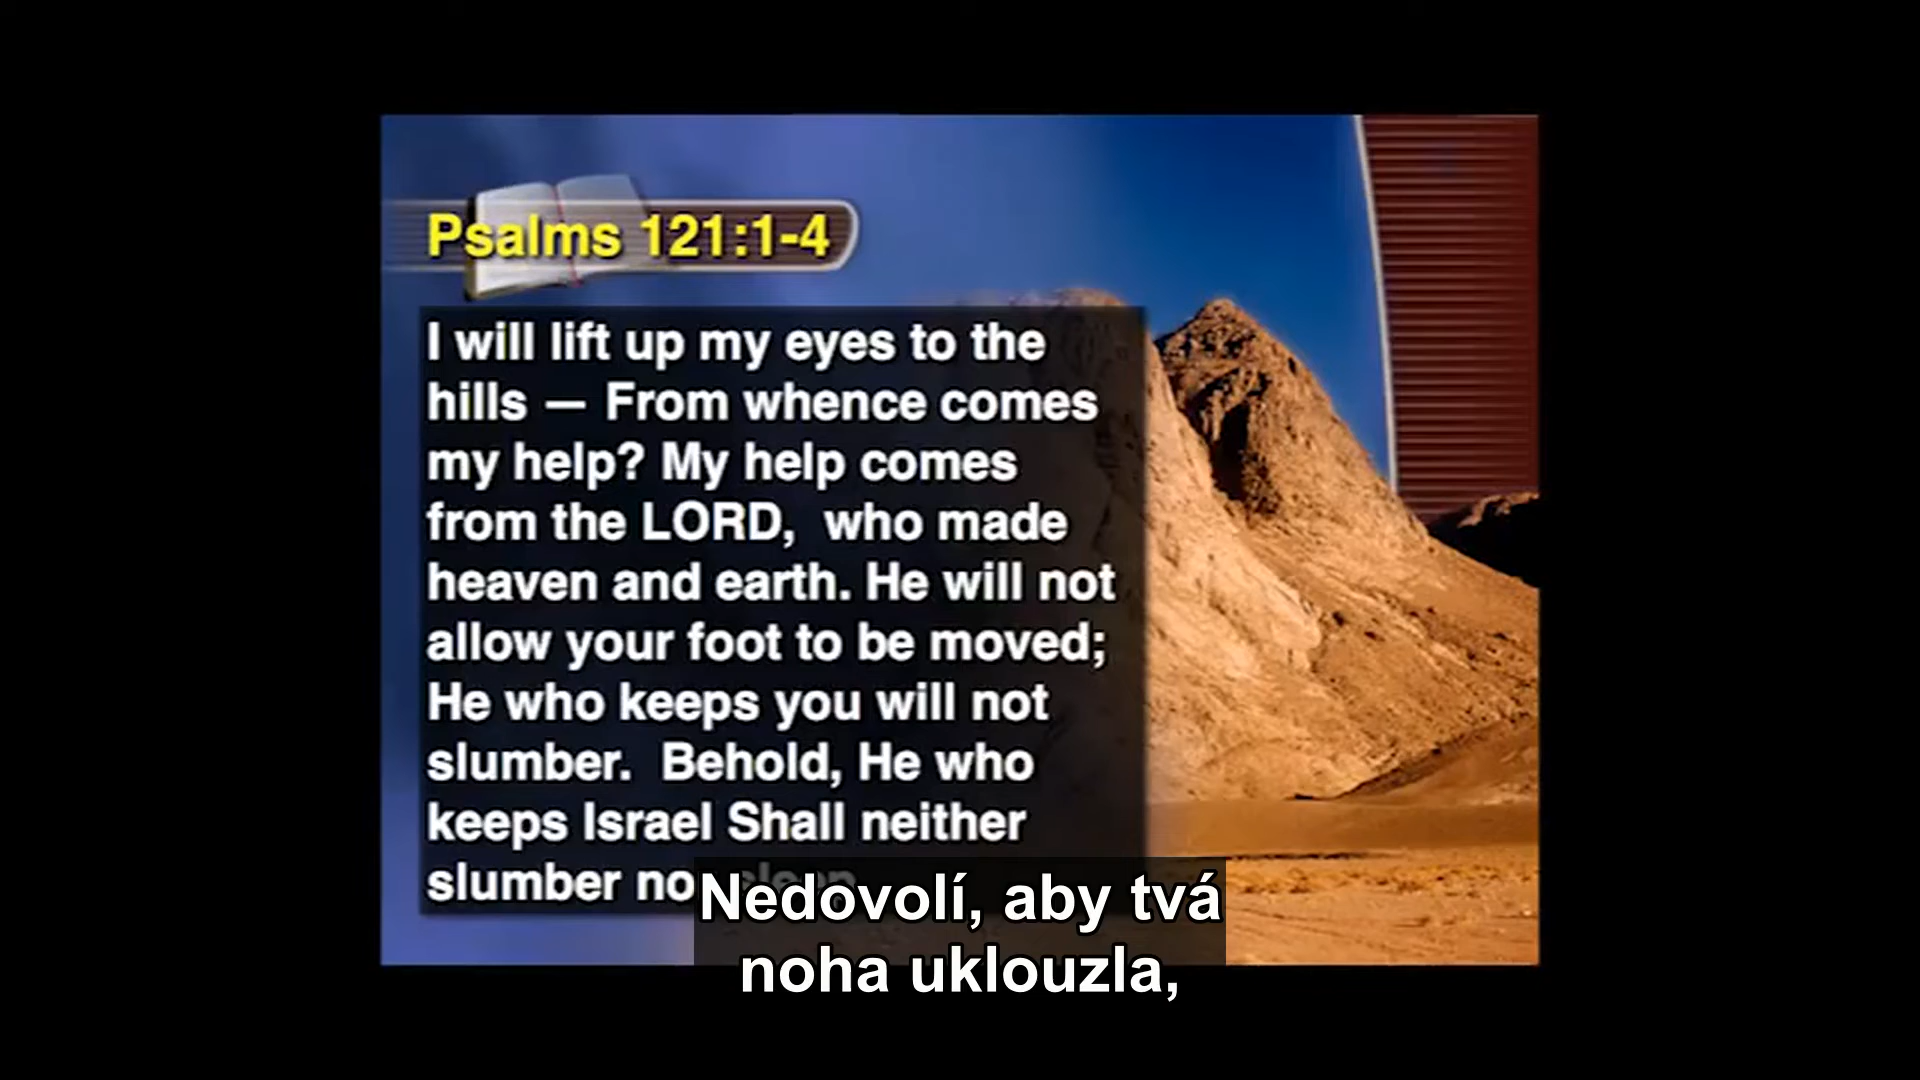 Psalms 121:1-4
I will lift up my eyes to the
hills — From whence comes
my help? My help comes
from the LORD, who made
heaven and earth. He will not
allow your foot to be moved;
He who keeps you will not
slumber. Behold, He who
keeps Israel Shall neither
slumber no sleep
Nedovolí, aby tvá
noha uklouzla,